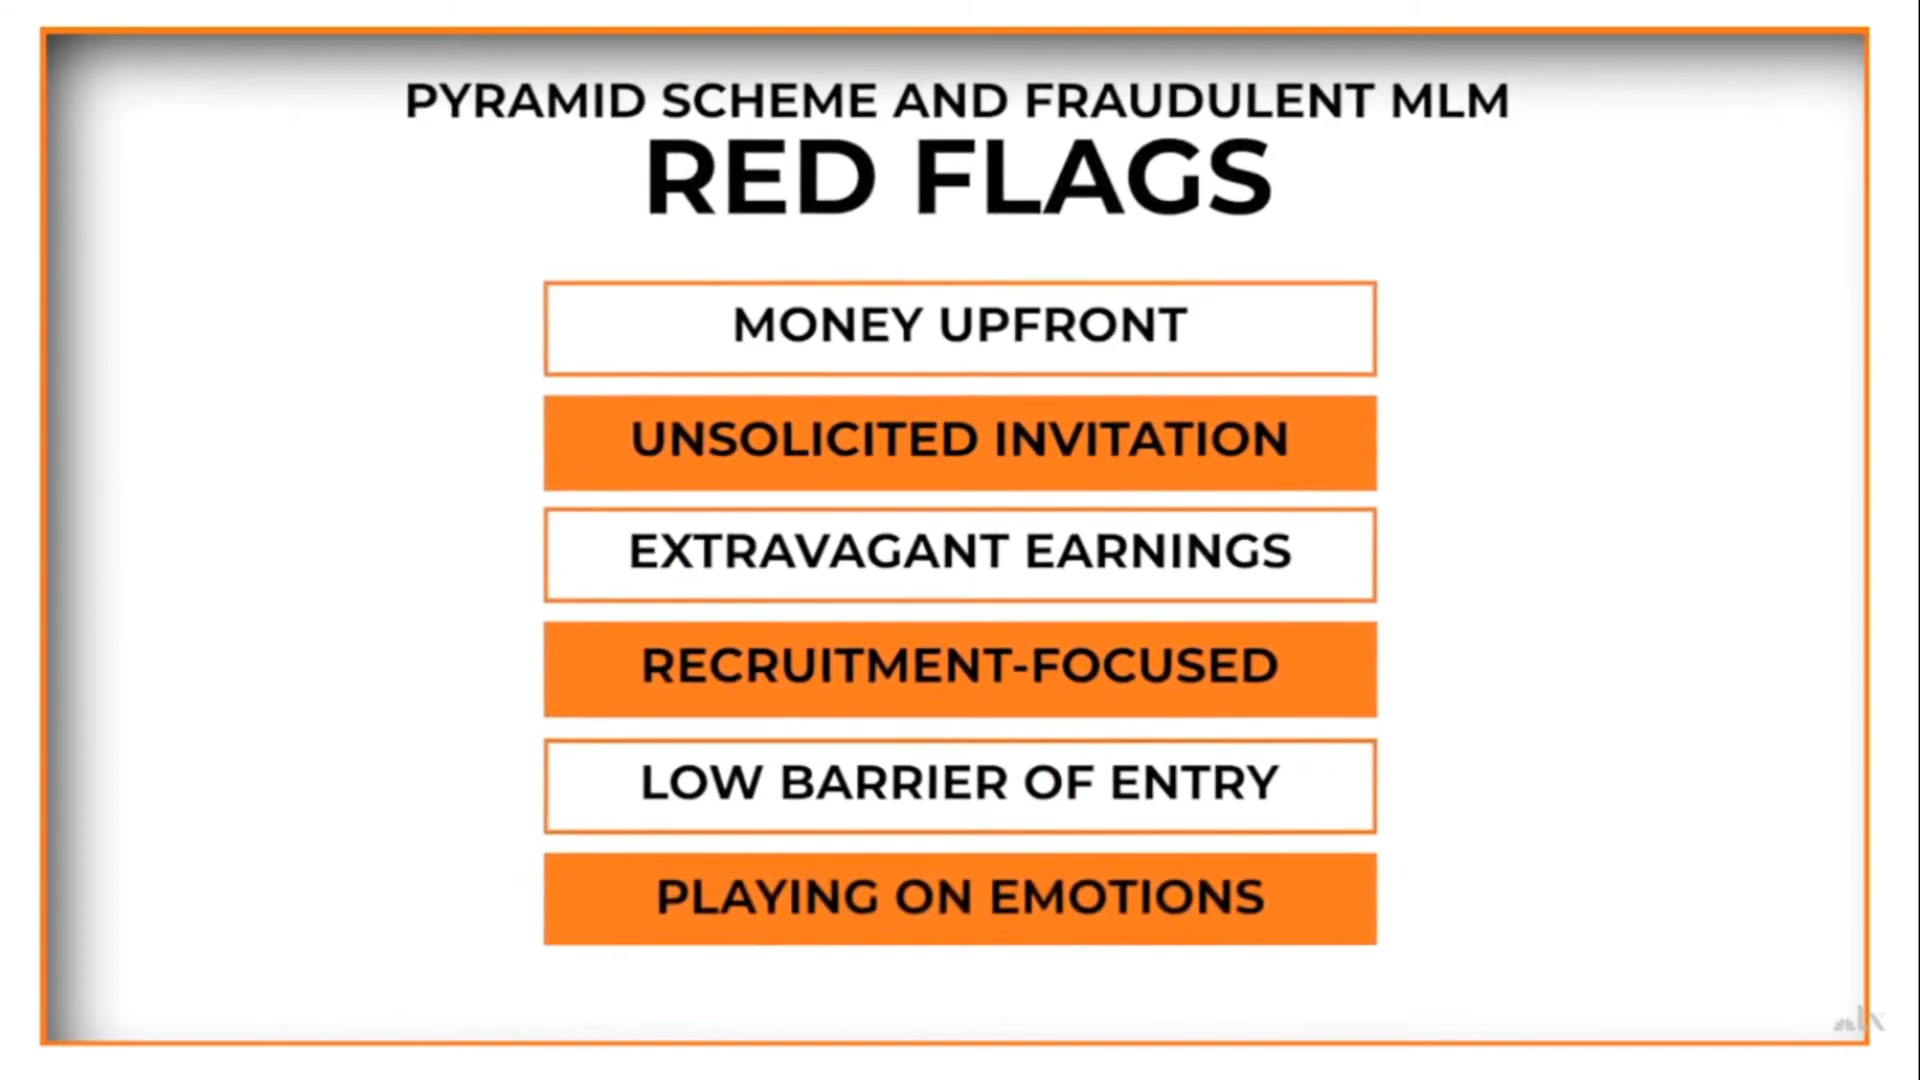 PYRAMID SCHEME AND FRAUDULENT MLM
RED FLAGS
MONEY UPFRONT
UNSOLICITED INVITATION
EXTRAVAGANT EARNINGS
RECRUITMENT-FOCUSED
LOW BARRIER OF ENTRY
PLAYING ON EMOTIONS
lx